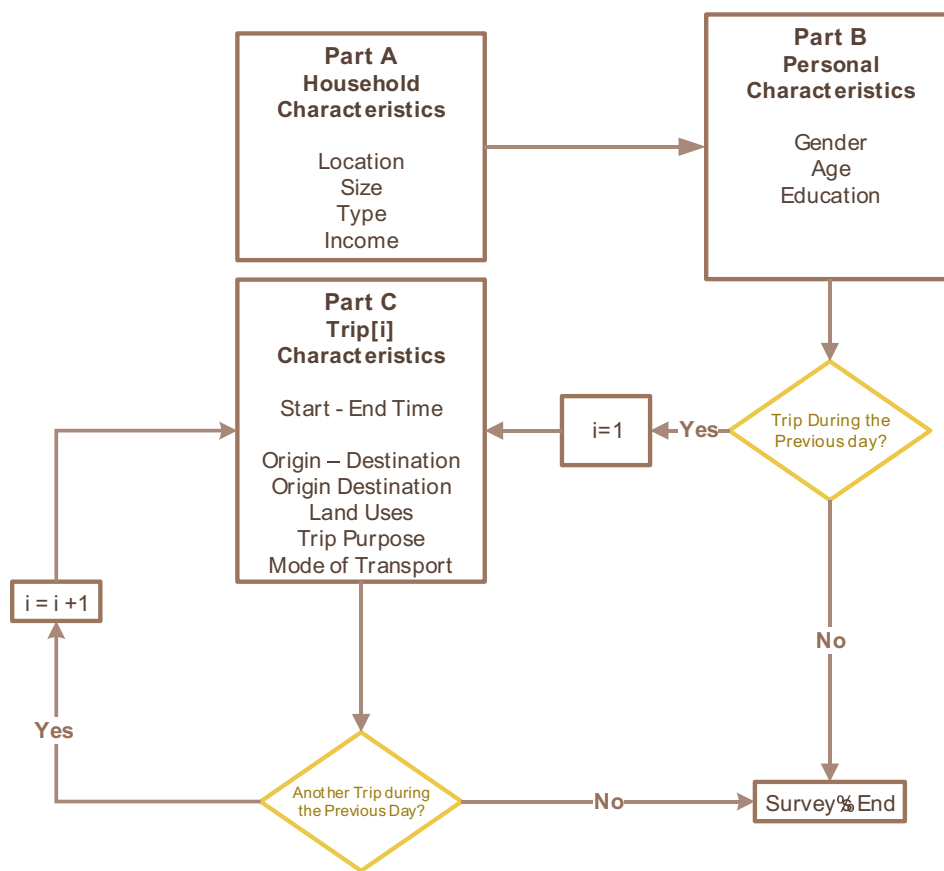 Part A
Household
Characteristics
Location
Size
Type
Income
Part B
Personal
Characteristics
Gender
Age
Education
Part C
Trip[i]
Characteristics
Start - End Time
Origin – Destination
Origin Destination
Land Uses
Trip Purpose
Mode of Transport
i=1
Yes
Trip During the
Previous day?
i = i +1
No
Yes
Another Trip during
the Previous Day?
No
Survey End